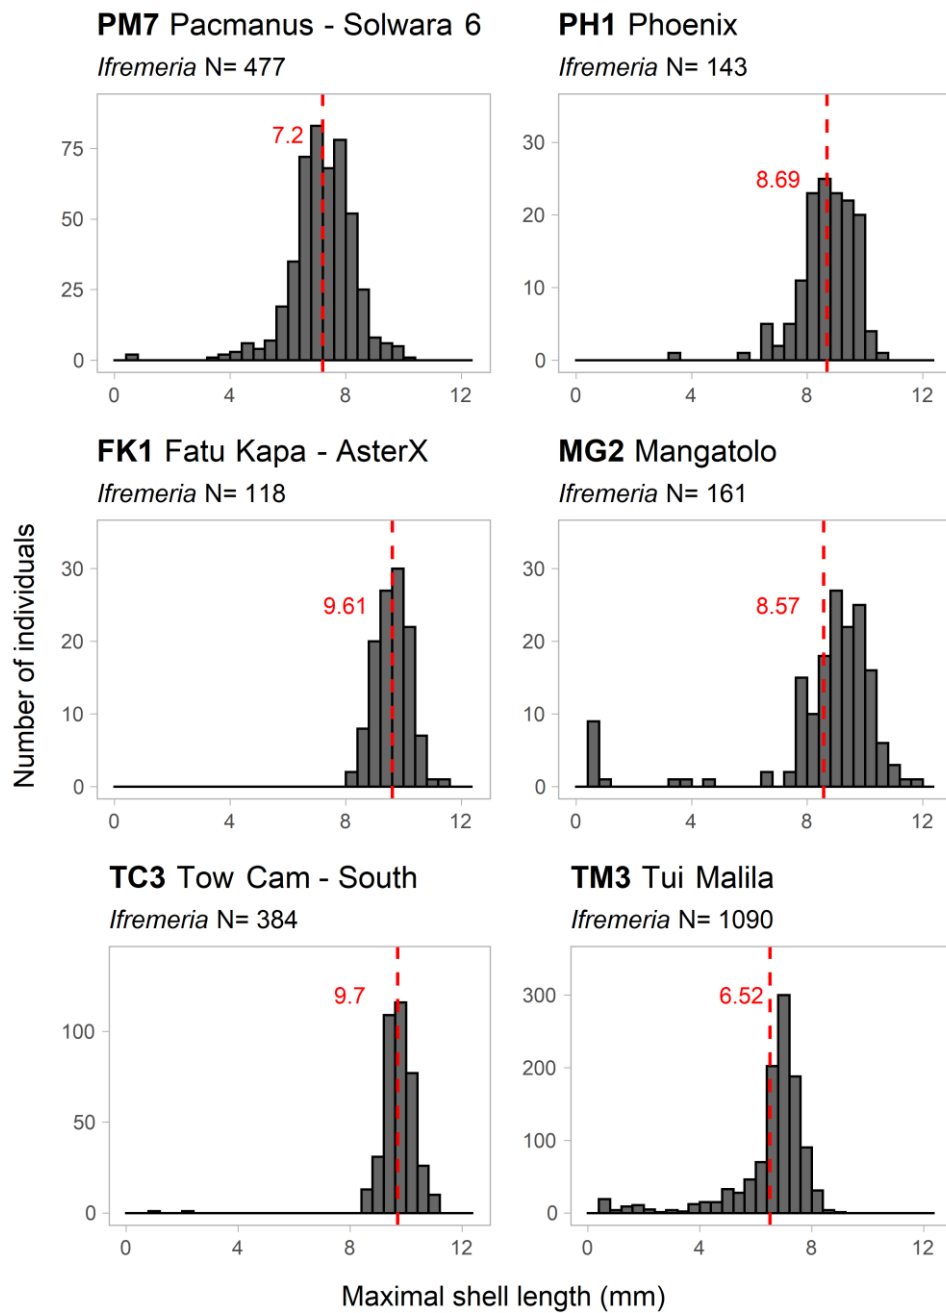 PM7 Pacmanus - Solwara 6
Ifremeria N= 477
75
50
25
0
7.2
0 4 8 12
PH1 Phoenix
Ifremeria N= 143
30
20
10
0
8.69
0 4 8 12
FK1 Fatu Kapa - AsterX
Ifremeria N= 118
30
20
10
0
9.61
0 4 8 12
MG2 Mangatolo
Ifremeria N= 161
30
20
10
0
8.57
0 4 8 12
TC3 Tow Cam - South
Ifremeria N= 384
100
50
0
9.7
0 4 8 12
TM3 Tui Malila
Ifremeria N= 1090
300
200
100
0
6.52
0 4 8 12
Number of individuals
Maximal shell length (mm)